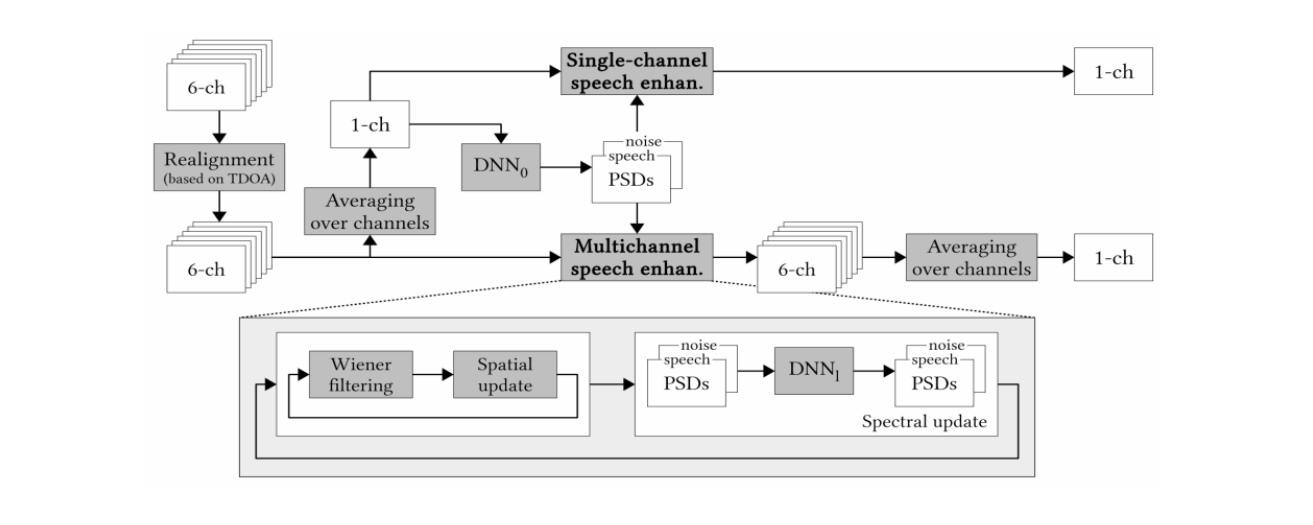 6-ch
Realignment
(based on TDOA)
6-ch
1-ch
Averaging
over channels
DNN0
Single-channel
speech enhan.
noise
speech
PSDs
Multichannel
speech enhan.
6-ch
Averaging
over channels
1-ch
1-ch
Wiener
filtering
Spatial
update
noise
speech
PSDs
DNNl
noise
speech
PSDs
Spectral update